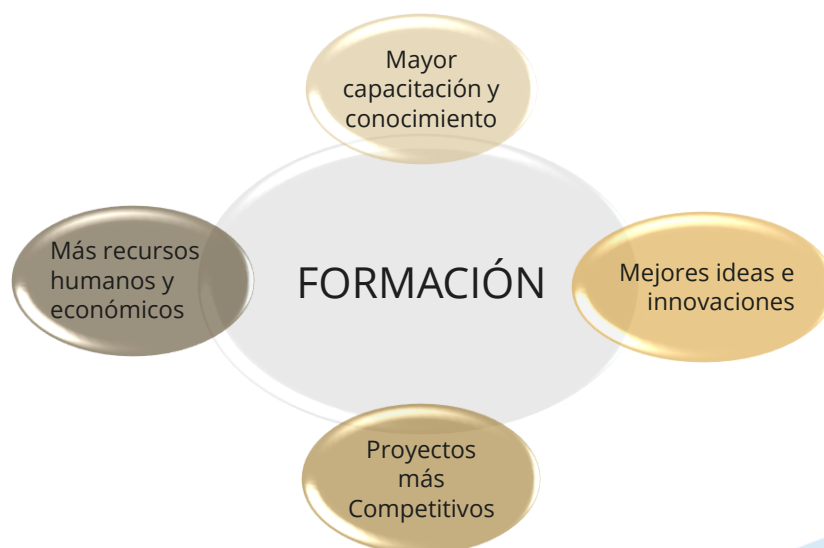 Mayor
capacitación y
conocimiento
Más recursos
humanos y
económicos
FORMACIÓN
Mejores ideas e
innovaciones
Proyectos
más
Competitivos